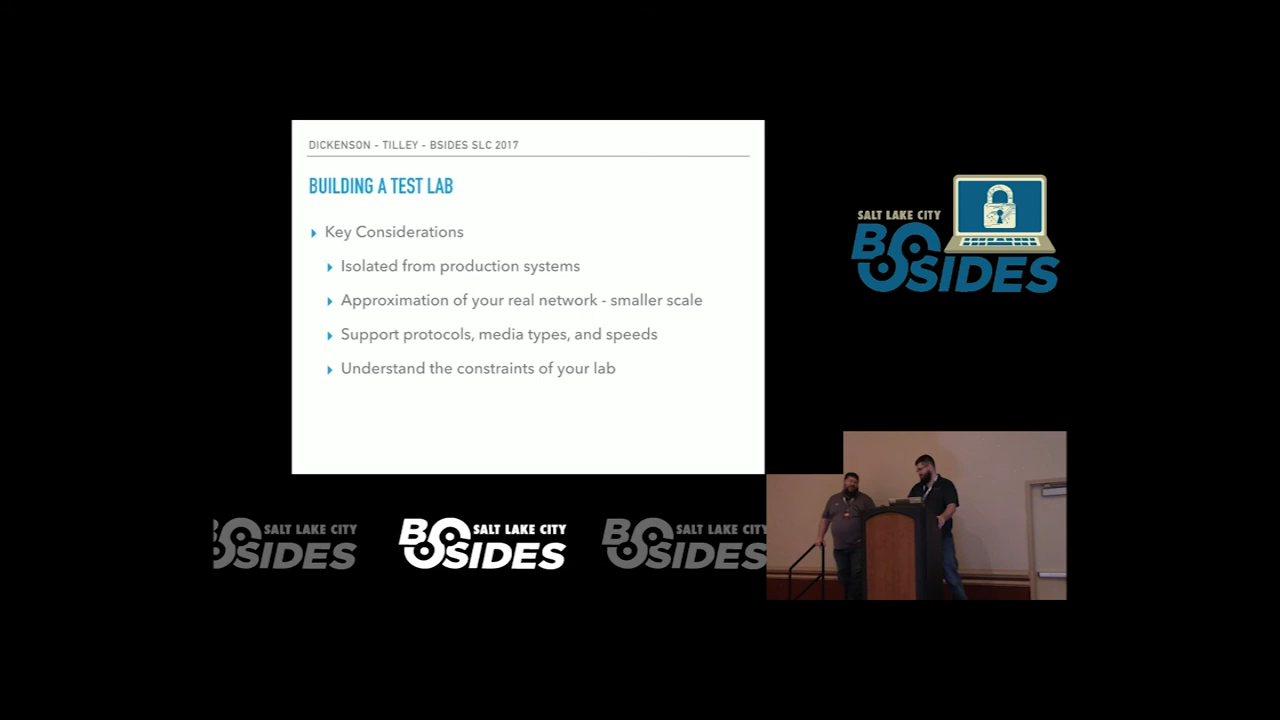 DICKENSON - TILLEY - BSIDES SLC 2017
BUILDING A TEST LAB
Key Considerations
Isolated from production systems
Approximation of your real network - smaller scale
Support protocols, media types, and speeds
Understand the constraints of your lab
SALT LAKE CITY
BSIDES
SALT LAKE CITY
BSIDES
SALT LAKE CITY
BSIDES
SALT LAKE CITY
BSIDES